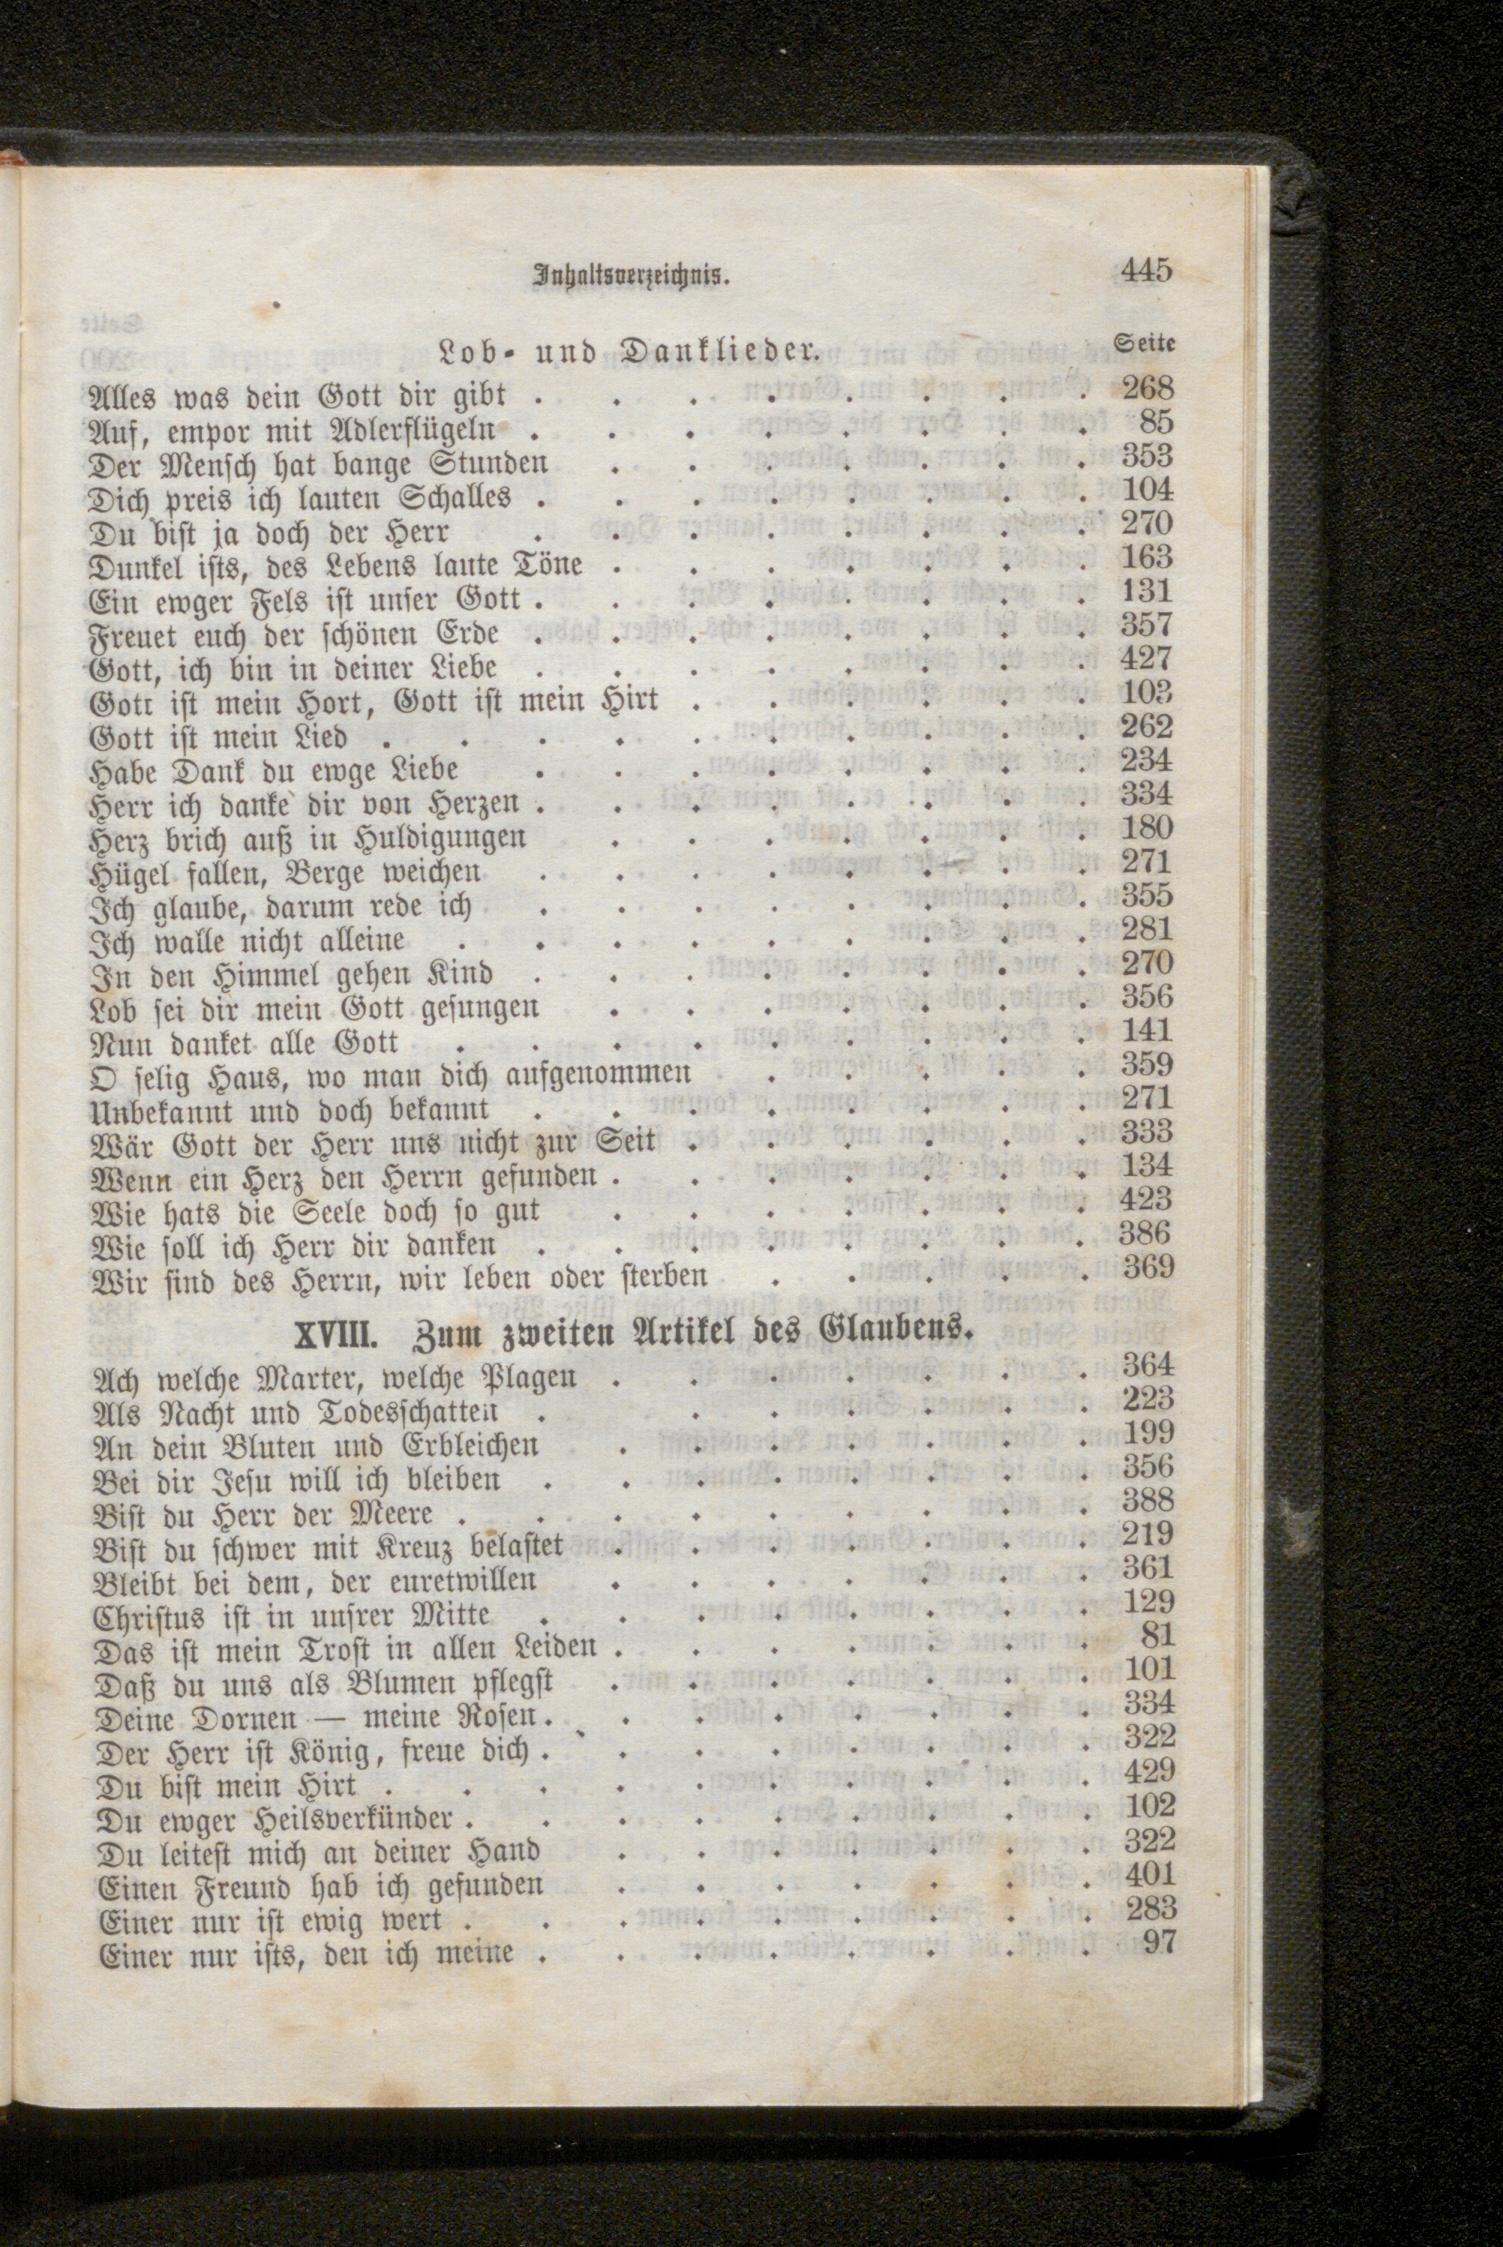 Inhaltsverzeichnis. 445
Lob- und Danklieder. Seite
Alles was dein Gott dir gibt . . . . . . . . 268
Auf, empor mit Adlerflügeln . . . . . . . . 85
Der Mensch hat bange Stunden . . . . . . . 353
Dich preis ich lauten Schalles . . . . . . . . 104
Du bist ja doch der Herr . . . . . . . . 270
Dunkel ists, des Lebens laute Töne . . . . . . . 163
Ein ewger Fels ist unser Gott . . . . . . . . 131
Freuet euch der schönen Erde . . . . . . . . 357
Gott, ich bin in deiner Liebe . . . . . . . . 427
Gott ist mein Hort, Gott ist mein Hirt . . . . . . 103
Gott ist mein Lied . . . . . . . . . . 262
Habe Dank du ewge Liebe . . . . . . . . 234
Herr ich danke dir von Herzen . . . . . . . . 334
Herz brich auß in Huldigungen . . . . . . . 180
Hügel fallen, Berge weichen . . . . . . . . 271
Ich glaube, darum rede ich . . . . . . . . 355
Ich walle nicht alleine . . . . . . . . . 281
In den Himmel gehen Kind . . . . . . . . 270
Lob sei dir mein Gott gesungen . . . . . . . 356
Nun danket alle Gott . . . . . . . . . 141
O selig Haus, wo man dich aufgenommen . . . . . 359
Unbekannt und doch bekannt . . . . . . . . 271
Wär Gott der Herr uns nicht zur Seit . . . . . . 333
Wenn ein Herz den Herrn gefunden . . . . . . . 134
Wie hats die Seele doch so gut . . . . . . . 423
Wie soll ich Herr dir danken . . . . . . . . 386
Wir sind des Herrn, wir leben oder sterben . . . . . 369
XVIII. Zum zweiten Artikel des Glaubens.
Ach welche Marter, welche Plagen . . . . . . . 364
Als Nacht und Todesschatten . . . . . . . 223
An dein Bluten und Erbleichen . . . . . . . 199
Bei dir Jesu will ich bleiben . . . . . . . . 356
Bist du Herr der Meere . . . . . . . . . 388
Bist du schwer mit Kreuz belastet . . . . . . . 219
Bleibt bei dem, der euretwillen . . . . . . . 361
Christus ist in unsrer Mitte . . . . . . . . 129
Das ist mein Trost in allen Leiden . . . . . . . 81
Daß du uns als Blumen pflegst . . . . . . . 101
Deine Dornen — meine Rosen . . . . . . . . 334
Der Herr ist König, freue dich . . . . . . . . 322
Du bist mein Hirt . . . . . . . . . . 429
Du ewger Heilsverkünder . . . . . . . . . 102
Du leitest mich an deiner Hand . . . . . . . 322
Einen Freund hab ich gefunden . . . . . . . 401
Einer nur ist ewig wert . . . . . . . . . 283
Einer nur ists, den ich meine . . . . . . . . 97